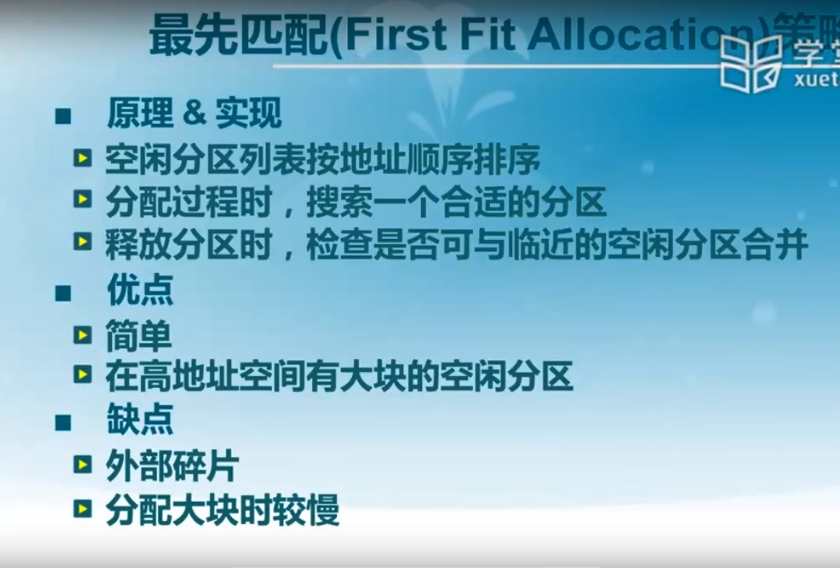 最先匹配(First Fit Allocation)策略
学堂
xuet
原理 & 实现
空闲分区列表按地址顺序排序
分配过程时，搜索一个合适的分区
释放分区时，检查是否可与临近的空闲分区合并
优点
简单
在高地址空间有大块的空闲分区
缺点
外部碎片
分配大块时较慢